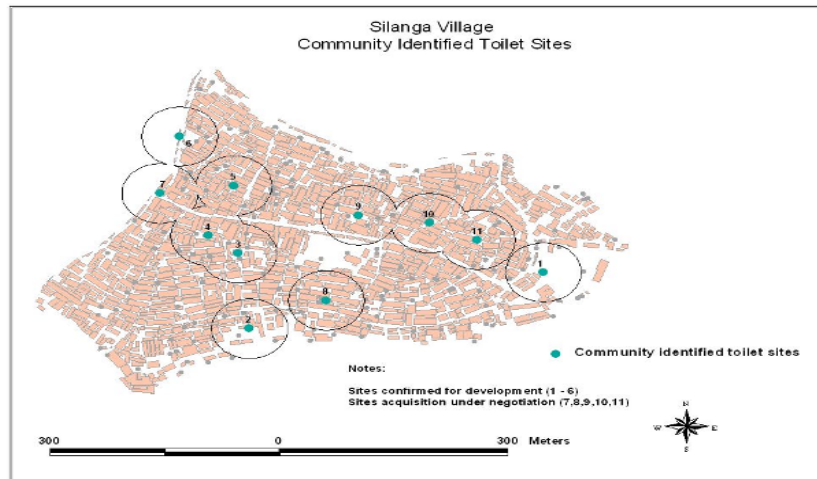 Silanga Village
Community Identified Toilet Sites
6
7
5
9
10
4
11
3
1
8
2
Community identified toilet sites
Notes:
Sites confirmed for development (1 - 6)
Sites acquisition under negotiation (7,8,9,10,11)
N
W E
S
300 0 300 Meters